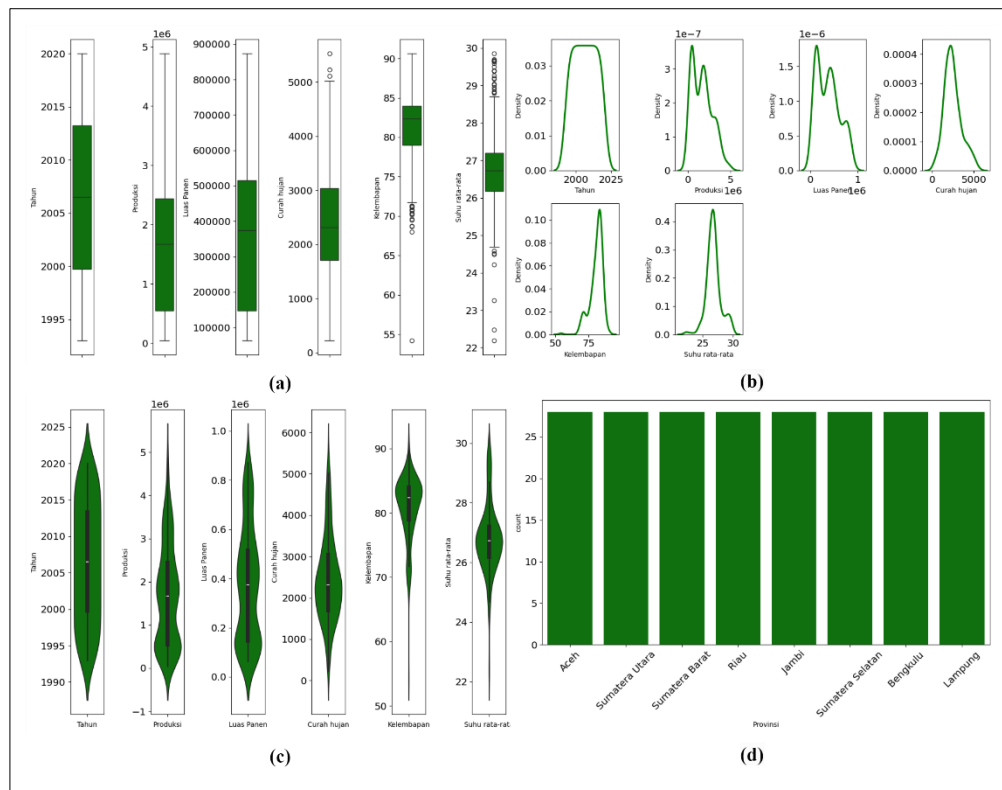 2020
2015
2010
2005
2000
1995
Tahun
1e6
5
4
3
2
1
0
Produksi
900000
800000
700000
600000
500000
400000
300000
200000
100000
Luas Panen
5000
4000
3000
2000
1000
0
Curah hujan
90
85
80
75
70
65
60
55
Kelembapan
30
29
28
27
26
25
24
23
22
Suhu rata-rata
(a)
0.03
0.02
0.01
0.00
Density
2000 2025
Tahun
1e-7
3
2
1
0
Density
0 5
1e6
Produksi
1e-6
1.5
1.0
0.5
0.0
Density
0 1
1e6
Luas Panen
0.0004
0.0003
0.0002
0.0001
0.0000
Density
0 5000
Curah hujan
0.10
0.08
0.06
0.04
0.02
0.00
Density
50 75
Kelembapan
0.4
0.3
0.2
0.1
0.0
Density
25 30
Suhu rata-rata
(b)
2025
2020
2015
2010
2005
2000
1995
1990
Tahun
Tahun
1e6
5
4
3
2
1
0
−1
Produksi
Produksi
1e6
1.0
0.8
0.6
0.4
0.2
0.0
Luas Panen
Luas Panen
6000
5000
4000
3000
2000
1000
0
Curah hujan
Curah hujan
90
80
70
60
50
Kelembapan
Kelembapan
30
28
26
24
22
Suhu rata-rata
Suhu rata-rat
(c)
25
20
15
10
5
0
count
Aceh
Sumatera Utara
Sumatera Barat
Riau
Jambi
Sumatera Selatan
Bengkulu
Lampung
Provinsi
(d)